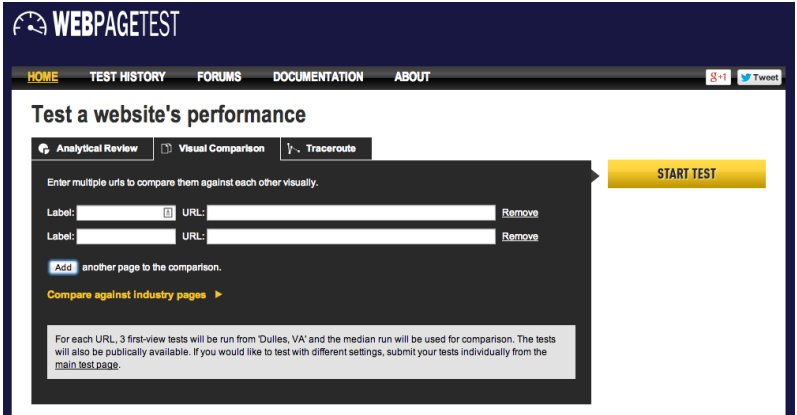 WEBPAGETEST
HOME TEST HISTORY FORUMS DOCUMENTATION ABOUT g+1 Tweet
Test a website's performance
Analytical Review Visual Comparison Traceroute
START TEST
Enter multiple urls to compare them against each other visually.
Label: URL: Remove
Label: URL: Remove
Add another page to the comparison.
Compare against industry pages
For each URL, 3 first-view tests will be run from 'Dulles, VA' and the median run will be used for comparison. The tests
will also be publically available. If you would like to test with different settings, submit your tests individually from the
main test page.